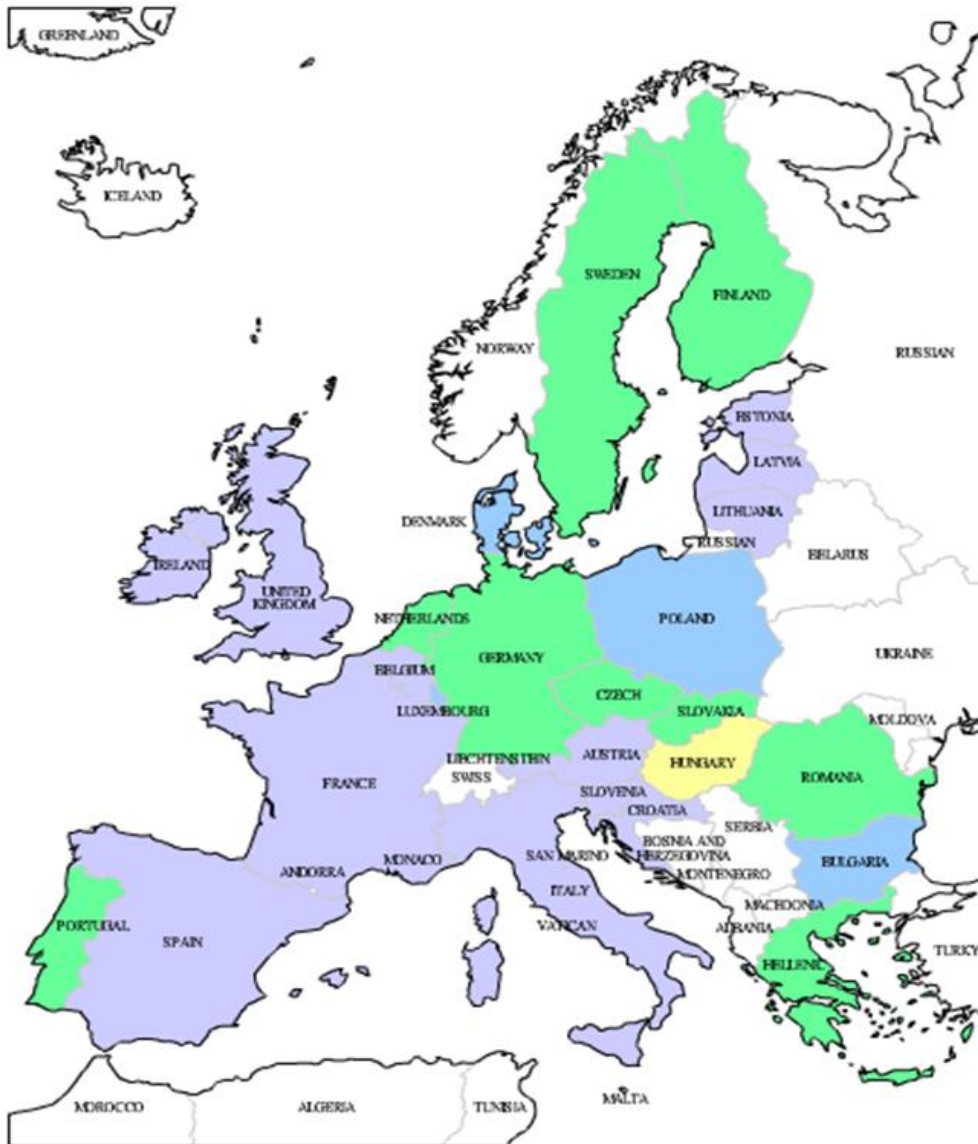 GREENLAND
ICELAND
SWEDEN
FINLAND
NORWAY
RUSSIAN
ESTONIA
LATVIA
LITHUANIA
DENMARK
RUSSIAN
BELARUS
IRELAND
UNITED
KINGDOM
NETHERLANDS
POLAND
GERMANY
UKRAINE
BELGIUM
CZECH
LUXEMBOURG
SLOVAKIA
MOLDOVA
LIECHTENSTEIN
AUSTRIA
HUNGARY
SWISS
FRANCE
ROMANIA
SLOVENIA
CROATIA
SERBIA
BOSNIA AND
HERZEGOVINA
MONACO
SAN MARINO
ANDORRA
MONTENEGRO
BULGARIA
ITALY
MACEDONIA
PORTUGAL
VATICAN
ALBANIA
SPAIN
TURKY
HELLENIC
MALTA
MOROCCO
ALGERIA
TUNISIA